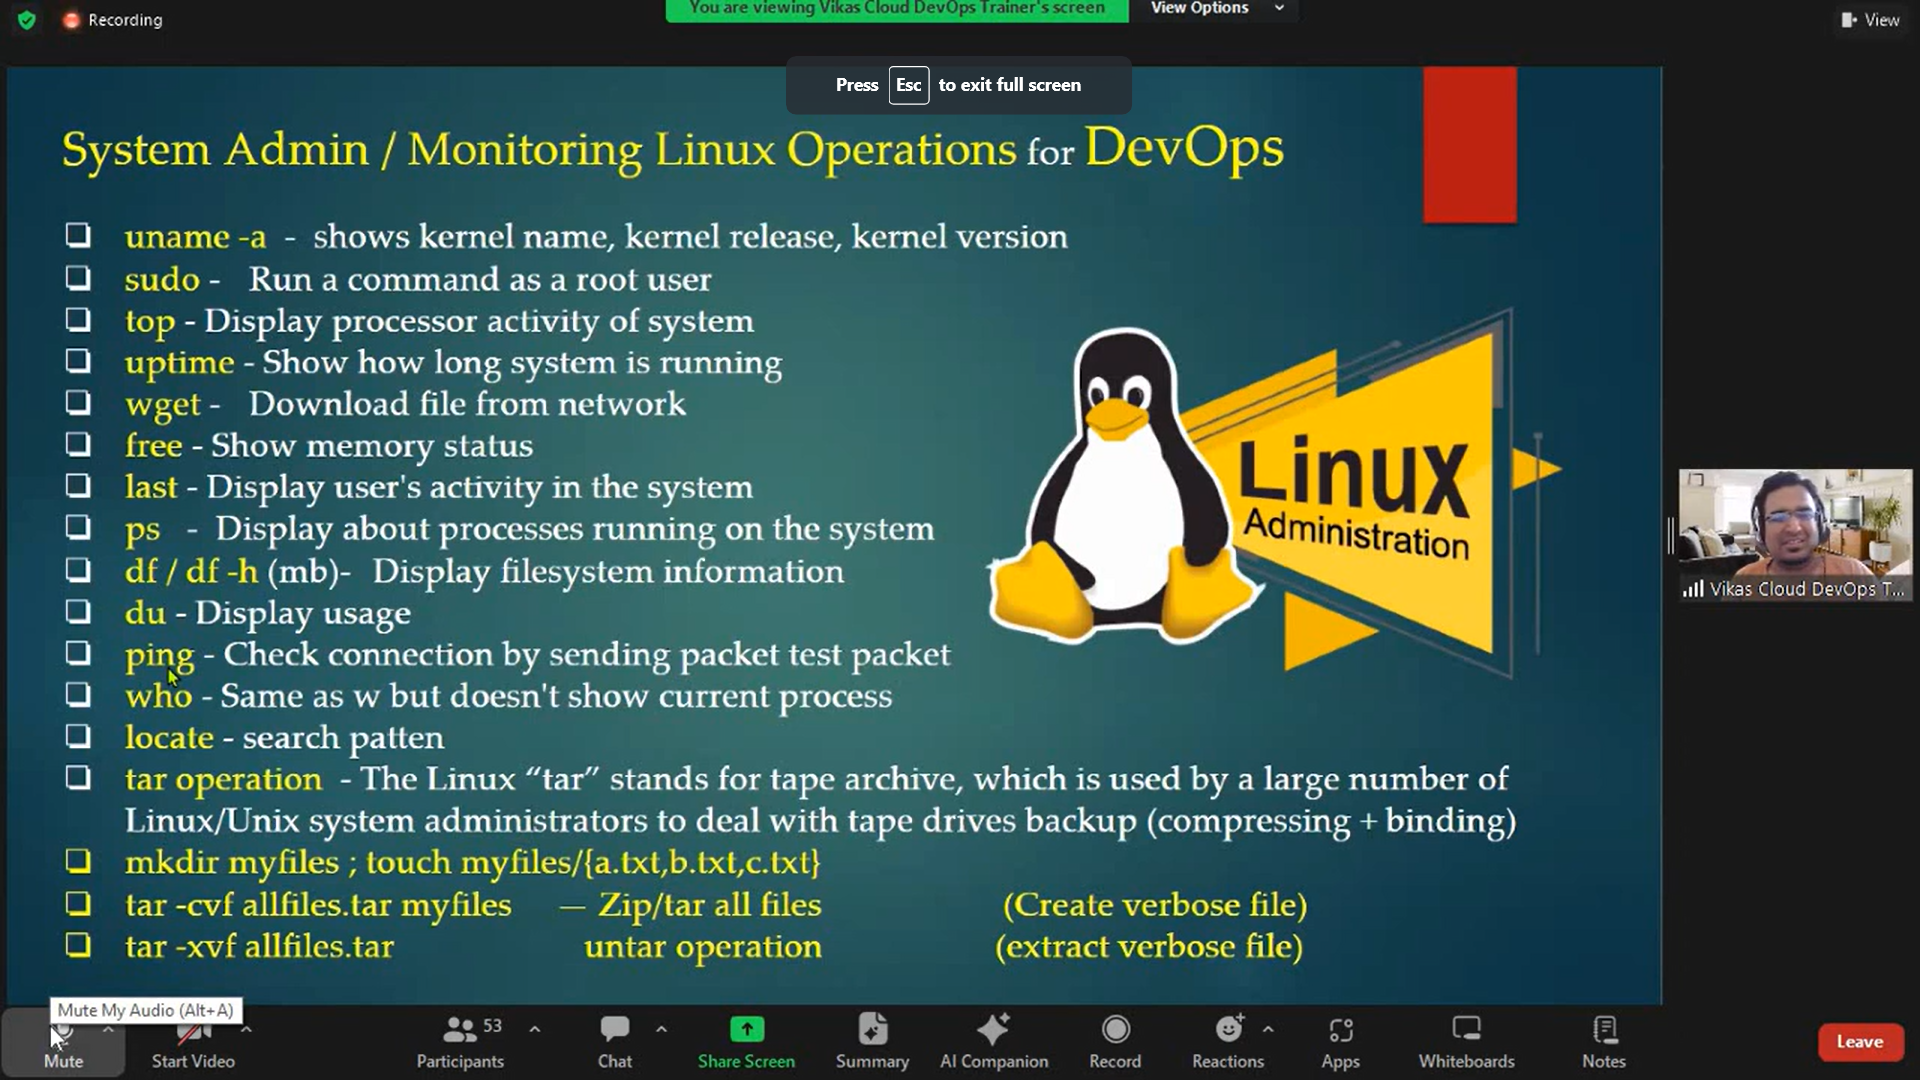 Recording
You are viewing Vikas Cloud DevOps Trainer's screen
View Options
View
Press Esc to exit full screen
System Admin / Monitoring Linux Operations for DevOps
uname -a - shows kernel name, kernel release, kernel version
sudo - Run a command as a root user
top - Display processor activity of system
uptime - Show how long system is running
wget - Download file from network
free - Show memory status
last - Display user's activity in the system
ps - Display about processes running on the system
df / df -h (mb)- Display filesystem information
du - Display usage
ping - Check connection by sending packet test packet
who - Same as w but doesn't show current process
locate - search patten
tar operation - The Linux “tar” stands for tape archive, which is used by a large number of
Linux/Unix system administrators to deal with tape drives backup (compressing + binding)
mkdir myfiles ; touch myfiles/{a.txt,b.txt,c.txt}
tar -cvf allfiles.tar myfiles — Zip/tar all files (Create verbose file)
tar -xvf allfiles.tar untar operation (extract verbose file)
Linux
Administration
Vikas Cloud DevOps T...
Mute My Audio (Alt+A)
Mute
Start Video
53
Participants
Chat
Share Screen
Summary
AI Companion
Record
Reactions
Apps
Whiteboards
Notes
Leave